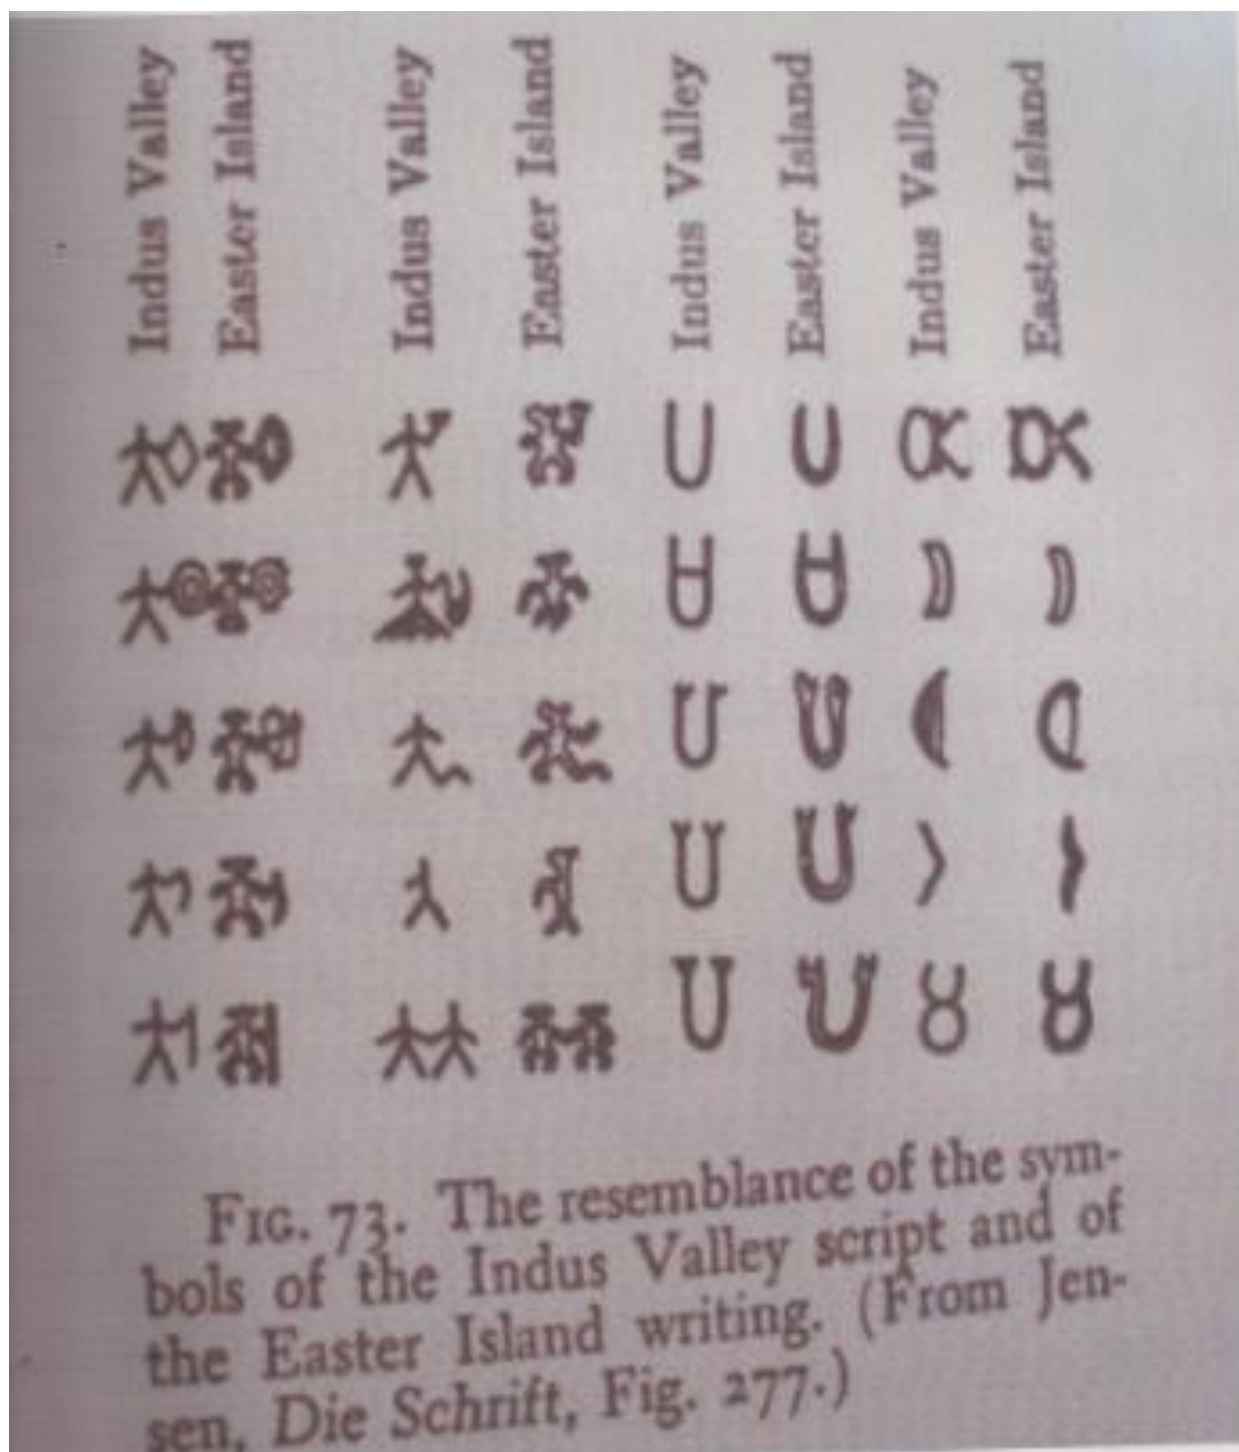 Indus Valley
Easter Island
Indus Valley
Easter Island
Indus Valley
Easter Island
Indus Valley
Easter Island
FIG. 73. The resemblance of the sym-
bols of the Indus Valley script and of
the Easter Island writing. (From Jen-
sen, Die Schrift, Fig. 277.)